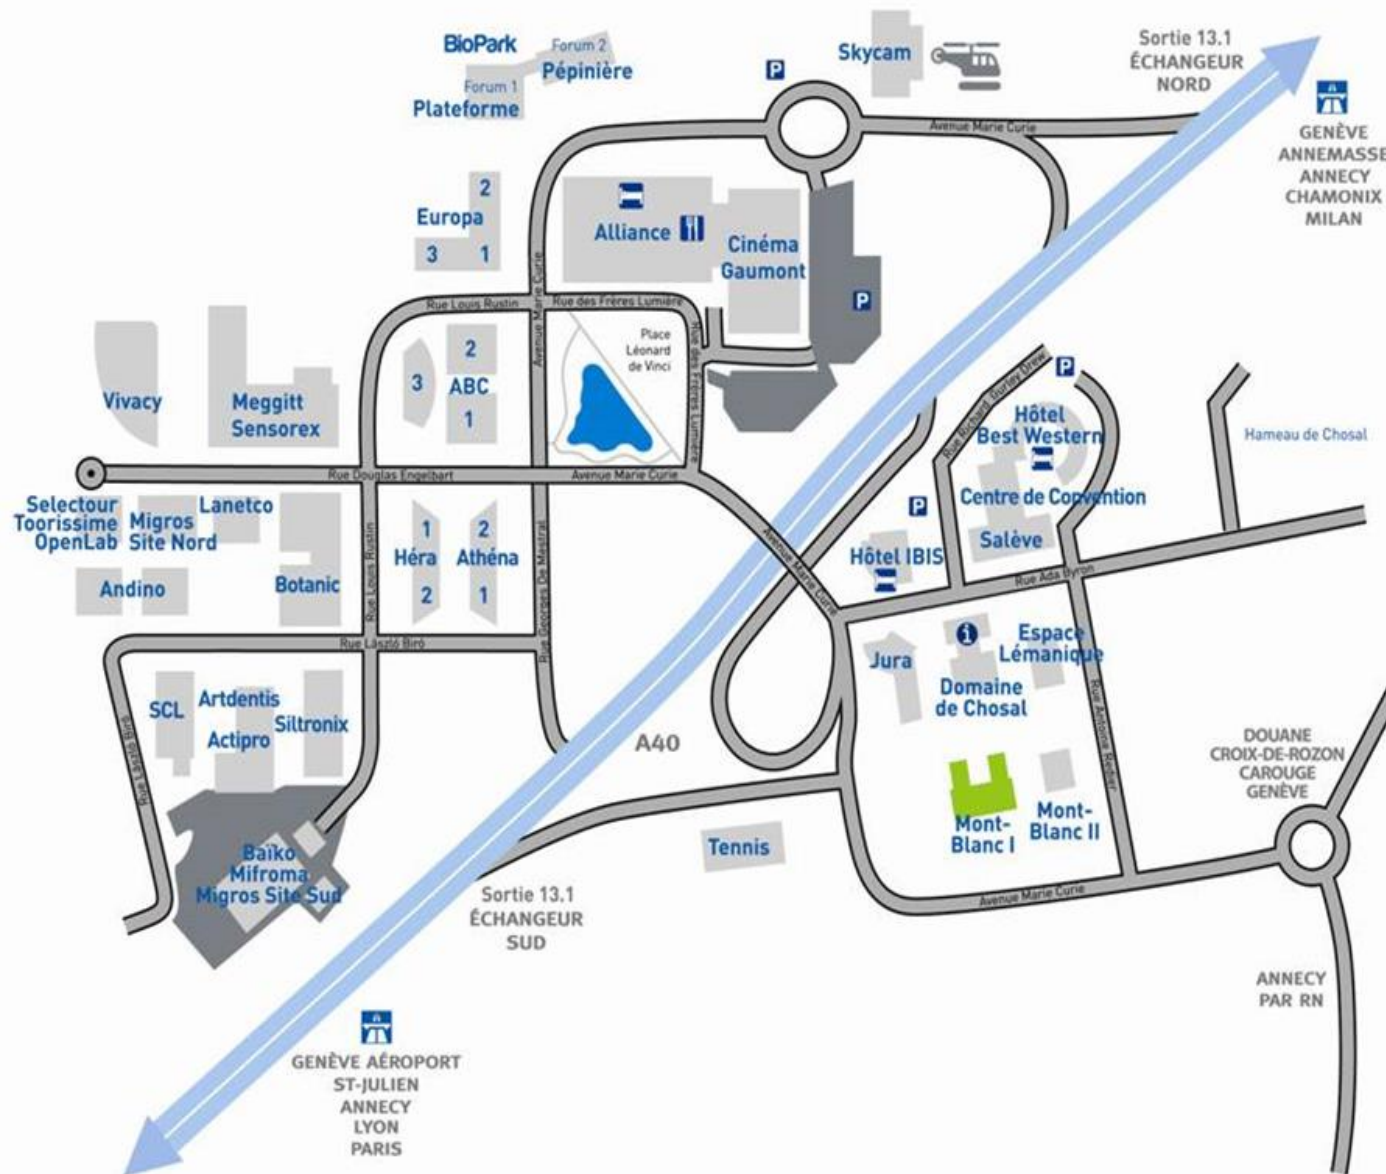 BioPark
Forum 2
Pépinière
Forum 1
Plateforme
P
Skycam
Sortie 13.1
ÉCHANGEUR
NORD
Avenue Marie Curie
GENÈVE
ANNEMASSE
ANNECY
CHAMONIX
MILAN
2
Europa
3
1
Alliance
Cinéma
Gaumont
P
Avenue Marie Curie
Rue Louis Rustin
Rue des Frères Lumière
Place
Léonard
de Vinci
Rue des Frères Lumière
2
3
ABC
1
Vivacy
Meggitt
Sensorex
Rue Richard Durley Drew
P
Hôtel
Best Western
Hameau de Chosal
Rue Douglas Engelbart
Avenue Marie Curie
Centre de Convention
P
Salève
Selectour
Toorissime
OpenLab
Migros
Site Nord
Lanetco
Andino
Botanic
Rue Louis Rustin
1
Héra
2
2
Athéna
1
Rue Georges De Mestral
Avenue Marie Curie
Hôtel IBIS
Rue Ada Byron
Rue László Biró
Jura
i
Espace
Lémanique
Domaine
de Chosal
Rue Antoine Redier
SCL
Artdentis
Actipro
Siltronix
Rue László Biró
A40
DOUANE
CROIX-DE-ROZON
CAROUGE
GENÈVE
Mont-
Blanc I
Mont-
Blanc II
Tennis
Baïko
Mifroma
Migros Site Sud
Sortie 13.1
ÉCHANGEUR
SUD
Avenue Marie Curie
ANNECY
PAR RN
GENÈVE AÉROPORT
ST-JULIEN
ANNECY
LYON
PARIS